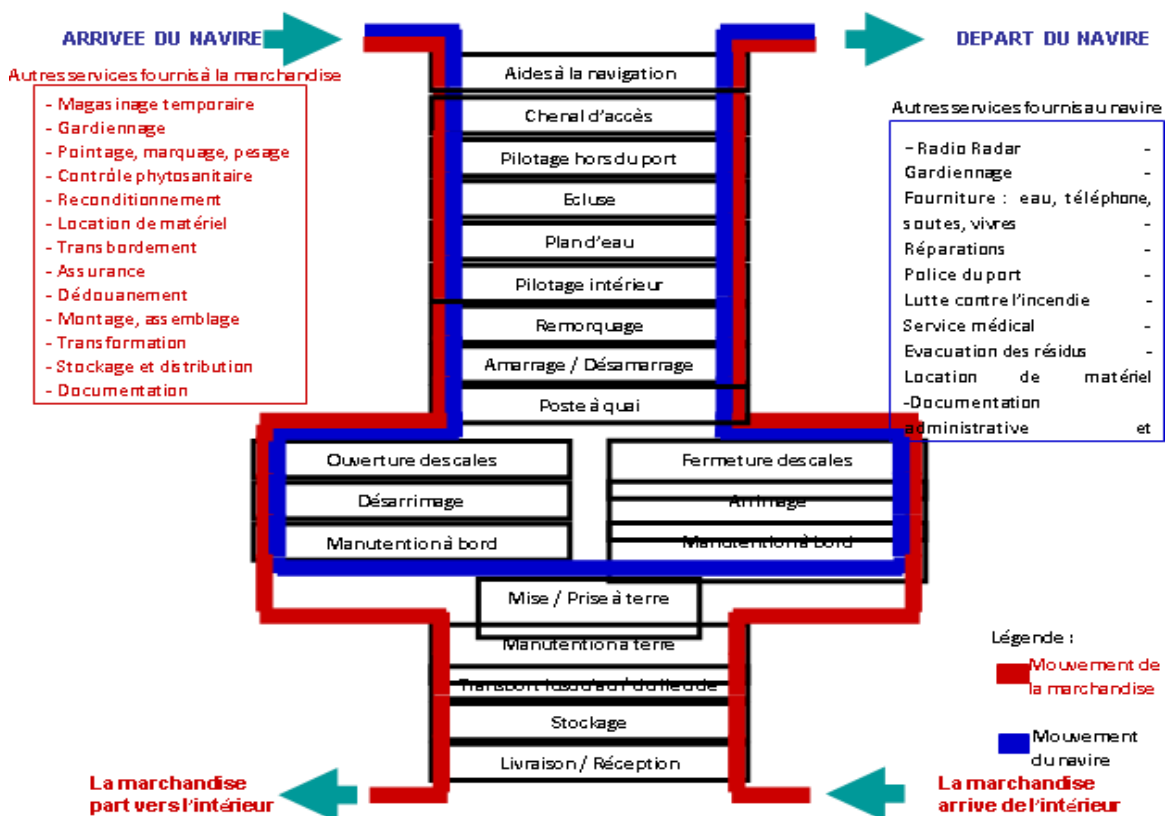 ARRIVEE DU NAVIRE
DEPART DU NAVIRE
Autres services fournis à la marchandise
- Magasinage temporaire
- Gardiennage
- Pointage, marquage, pesage
- Contrôle phytosanitaire
- Reconditionnement
- Location de matériel
- Transbordement
- Assurance
- Dédouanement
- Montage, assemblage
- Transformation
- Stockage et distribution
- Documentation
Aides à la navigation
Chenal d'accès
Pilotage hors du port
Ecluse
Plan d'eau
Pilotage intérieur
Remorquage
Amarrage / Désamarrage
Poste à quai
Autres services fournis au navire
– Radio Radar -
Gardiennage -
Fourniture : eau, téléphone,
soutes, vivres -
Réparations -
Police du port -
Lutte contre l'incendie -
Service médical -
Evacuation des résidus -
Location de matériel
-Documentation
administrative et
Ouverture des cales
Désarrimage
Manutention à bord
Fermeture des cales
Arrimage
Manutention à bord
Mise / Prise à terre
Manutention à terre
Transport du lieu de
Stockage
Livraison / Réception
Légende :
Mouvement de
la marchandise
Mouvement
du navire
La marchandise
part vers l'intérieur
La marchandise
arrive de l'intérieur